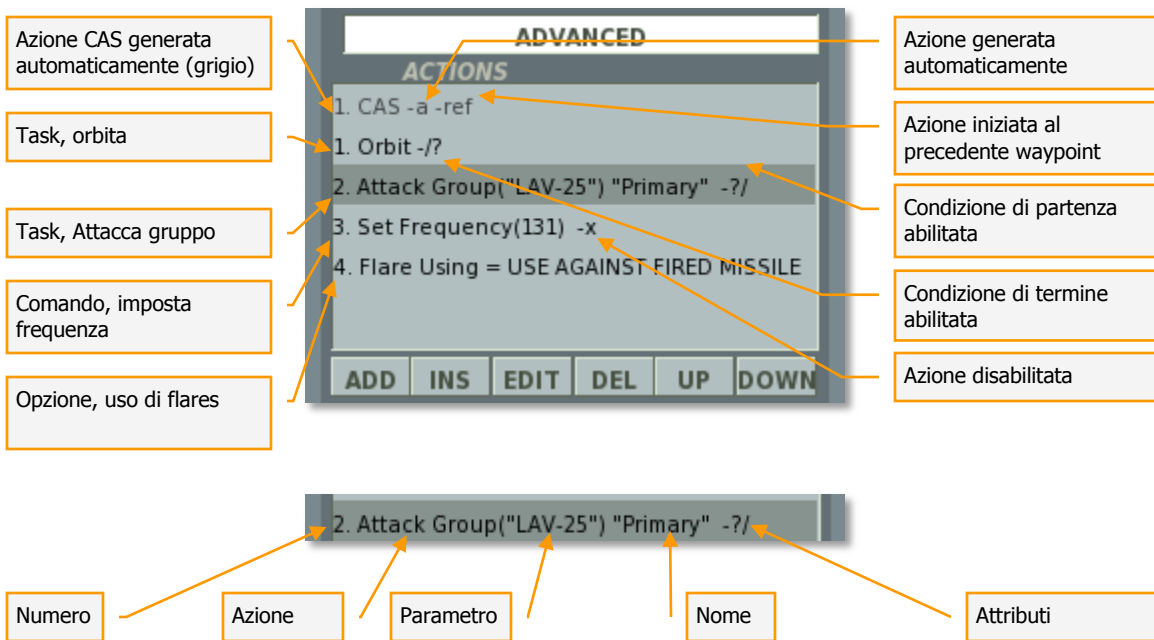 Azione CAS generata
automaticamente (grigio)
Task, orbita
Task, Attacca gruppo
Comando, imposta
frequenza
Opzione, uso di flares
ADVANCED
ACTIONS
1. CAS -a -ref
1. Orbit -/?
2. Attack Group("LAV-25") "Primary" -?/
3. Set Frequency(131) -x
4. Flare Using = USE AGAINST FIRED MISSILE
ADD INS EDIT DEL UP DOWN
Azione generata
automaticamente
Azione iniziata al
precedente waypoint
Condizione di partenza
abilitata
Condizione di termine
abilitata
Azione disabilitata
2. Attack Group("LAV-25") "Primary" -?/
Numero
Azione
Parametro
Nome
Attributi